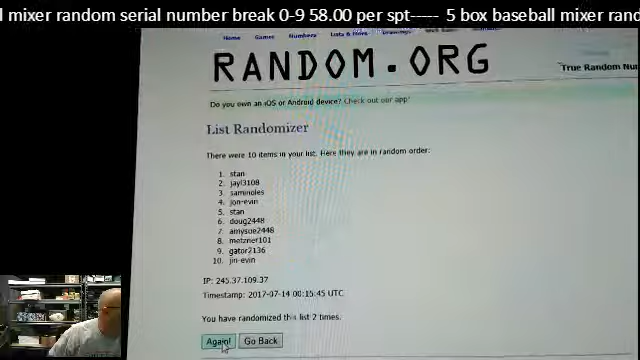 l mixer random serial number break 0-9 58.00 per spt----- 5 box baseball mixer rand
Home Games Numbers Lists & More Drawings
RANDOM.ORG
True Random Num
Do you own an iOS or Android device? Check out our app!
List Randomizer
There were 10 items in your list. Here they are in random order:
1. stan
2. jayl3108
3. saminoles
4. jon-evin
5. stan
6. doug2448
7. amysue2448
8. metzner101
9. gator2136
10. jin-evin
IP: 245.37.109.37
Timestamp: 2017-07-14 00:15:45 UTC
You have randomized this list 2 times.
Again! Go Back